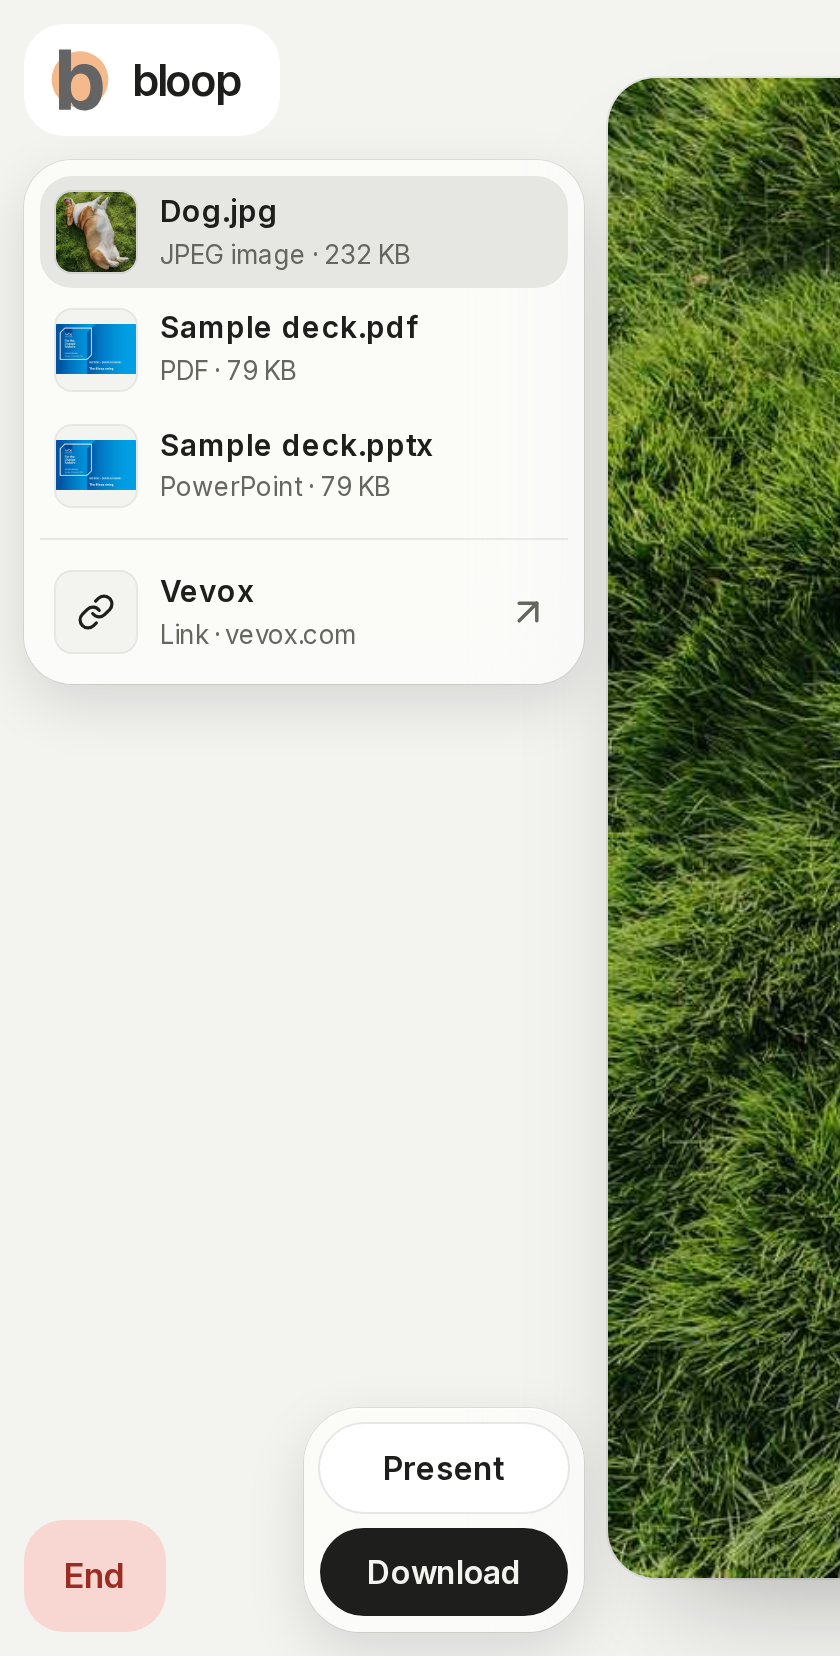 b bloop
Dog.jpg
JPEG image · 232 KB
Sample deck.pdf
PDF · 79 KB
Sample deck.pptx
PowerPoint · 79 KB
Vevox
Link · vevox.com
Present
End
Download